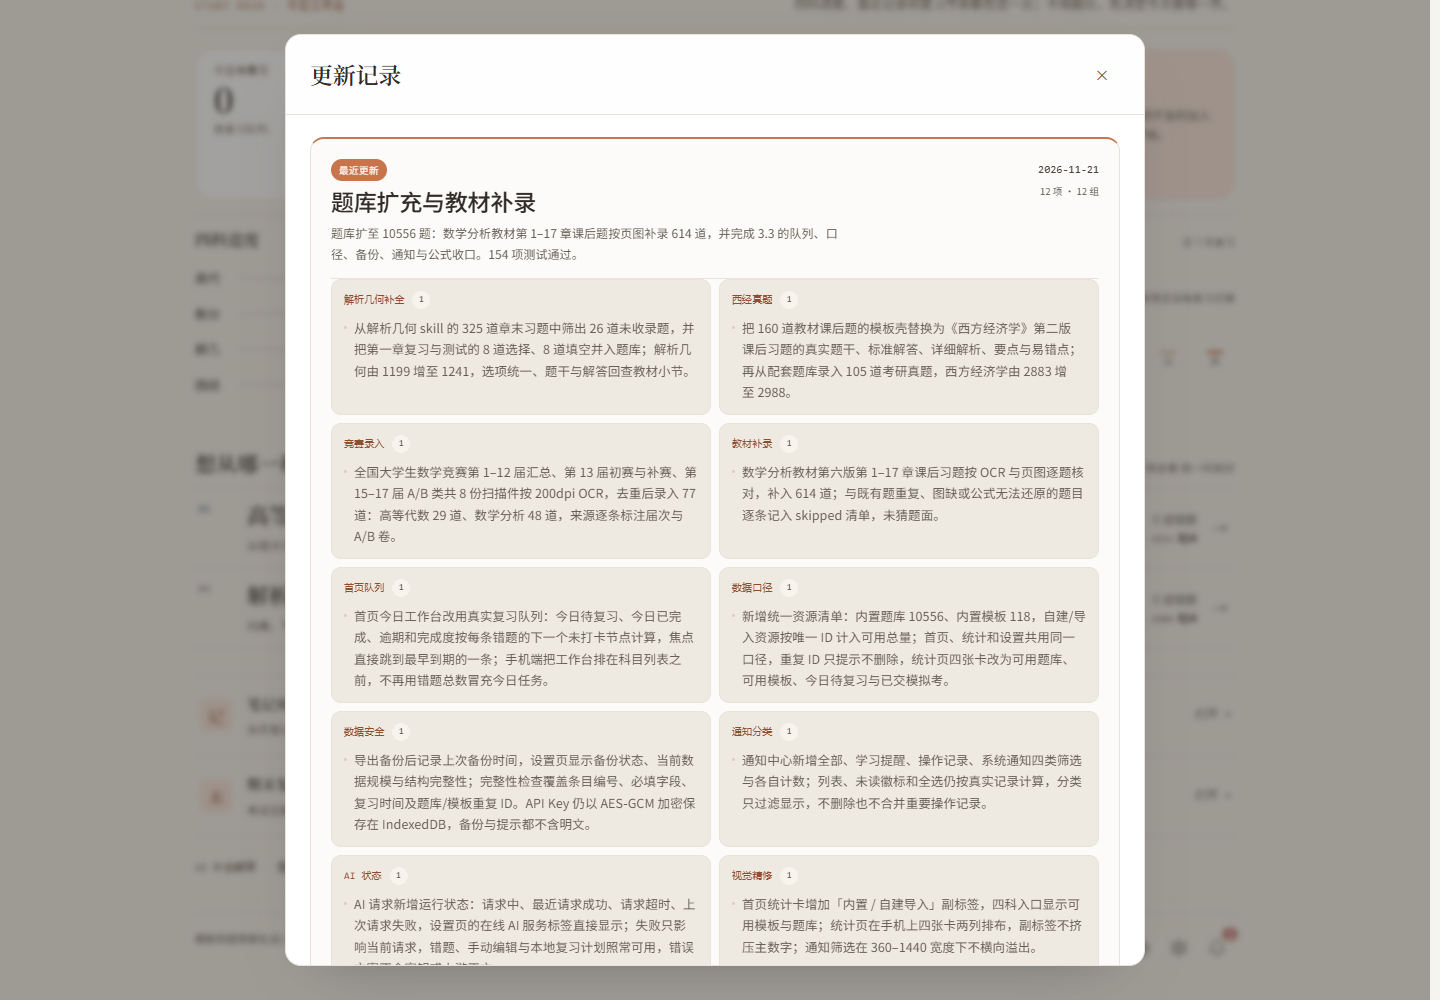 更新记录
×
最近更新
2026-11-21
12 项 · 12 组
题库扩充与教材补录
题库扩至 10556 题：数学分析教材第 1–17 章课后题按页图补录 614 道，并完成 3.3 的队列、口
径、备份、通知与公式收口。154 项测试通过。
解析几何补全 1
从解析几何 skill 的 325 道章末习题中筛出 26 道未收录题，并
把第一章复习与测试的 8 道选择、8 道填空并入题库；解析几
何由 1199 增至 1241，选项统一、题干与解答回查教材小节。
西经真题 1
把 160 道教材课后题的模板壳替换为《西方经济学》第二版
课后习题的真实题干、标准解答、详细解析、要点与易错点；
再从配套题库录入 105 道考研真题，西方经济学由 2883 增
至 2988。
竞赛录入 1
全国大学生数学竞赛第 1–12 届汇总、第 13 届初赛与补赛、第
15–17 届 A/B 类共 8 份扫描件按 200dpi OCR，去重后录入 77
道：高等代数 29 道、数学分析 48 道，来源逐条标注届次与
A/B 卷。
教材补录 1
数学分析教材第六版第 1–17 章课后习题按 OCR 与页图逐题核
对，补入 614 道；与既有题重复、图缺或公式无法还原的题目
逐条记入 skipped 清单，未猜题面。
首页队列 1
首页今日工作台改用真实复习队列：今日待复习、今日已完
成、逾期和完成度按每条错题的下一个未打卡节点计算，焦点
直接跳到最早到期的一条；手机端把工作台排在科目列表之
前，不再用错题总数冒充今日任务。
数据口径 1
新增统一资源清单：内置题库 10556、内置模板 118，自建/导
入资源按唯一 ID 计入可用总量；首页、统计和设置共用同一
口径，重复 ID 只提示不删除，统计页四张卡改为可用题库、
可用模板、今日待复习与已交模拟考。
数据安全 1
导出备份后记录上次备份时间，设置页显示备份状态、当前数
据规模与结构完整性；完整性检查覆盖条目编号、必填字段、
复习时间及题库/模板重复 ID。API Key 仍以 AES-GCM 加密保
存在 IndexedDB，备份与提示都不含明文。
通知分类 1
通知中心新增全部、学习提醒、操作记录、系统通知四类筛选
与各自计数；列表、未读徽标和全选仍按真实记录计算，分类
只过滤显示，不删除也不合并重要操作记录。
AI 状态 1
AI 请求新增运行状态：请求中、最近请求成功、请求超时、上
次请求失败，设置页的在线 AI 服务标签直接显示；失败只影
响当前请求，错题、手动编辑与本地复习计划照常可用，错误
视觉精修 1
首页统计卡增加「内置 / 自建导入」副标签，四科入口显示可
用模板与题库；统计页在手机上四张卡两列排布，副标签不挤
压主数字；通知筛选在 360–1440 宽度下不横向溢出。